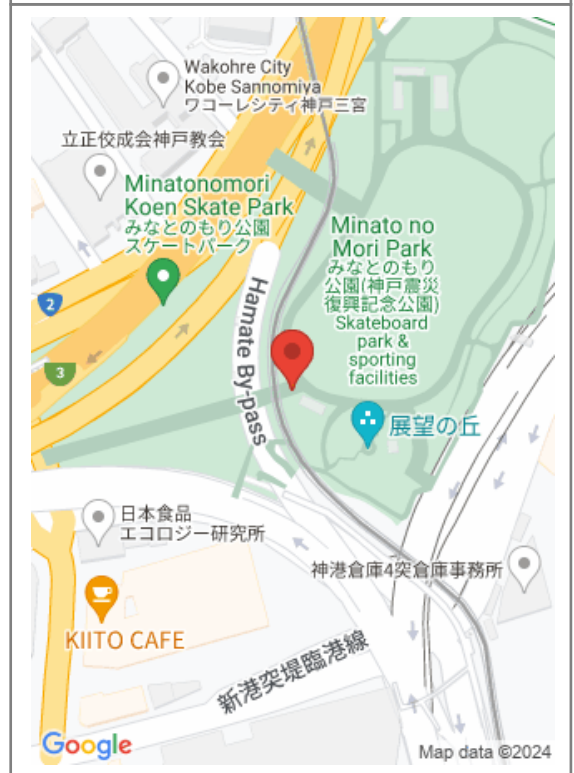 Wakohre City
Kobe Sannomiya
ワコーレシティ神戸三宮
立正佼成会神戸教会
Minatonomori
Koen Skate Park
みなとのもり公園
スケートパーク
Minato no
Mori Park
みなとのもり
公園(神戸震災
復興記念公園)
Skateboard
park &
sporting
facilities
2
3
Hamate By-pass
展望の丘
日本食品
エコロジー研究所
神港倉庫4突倉庫事務所
KIITO CAFE
新港突堤臨港線
Google
Map data ©2024